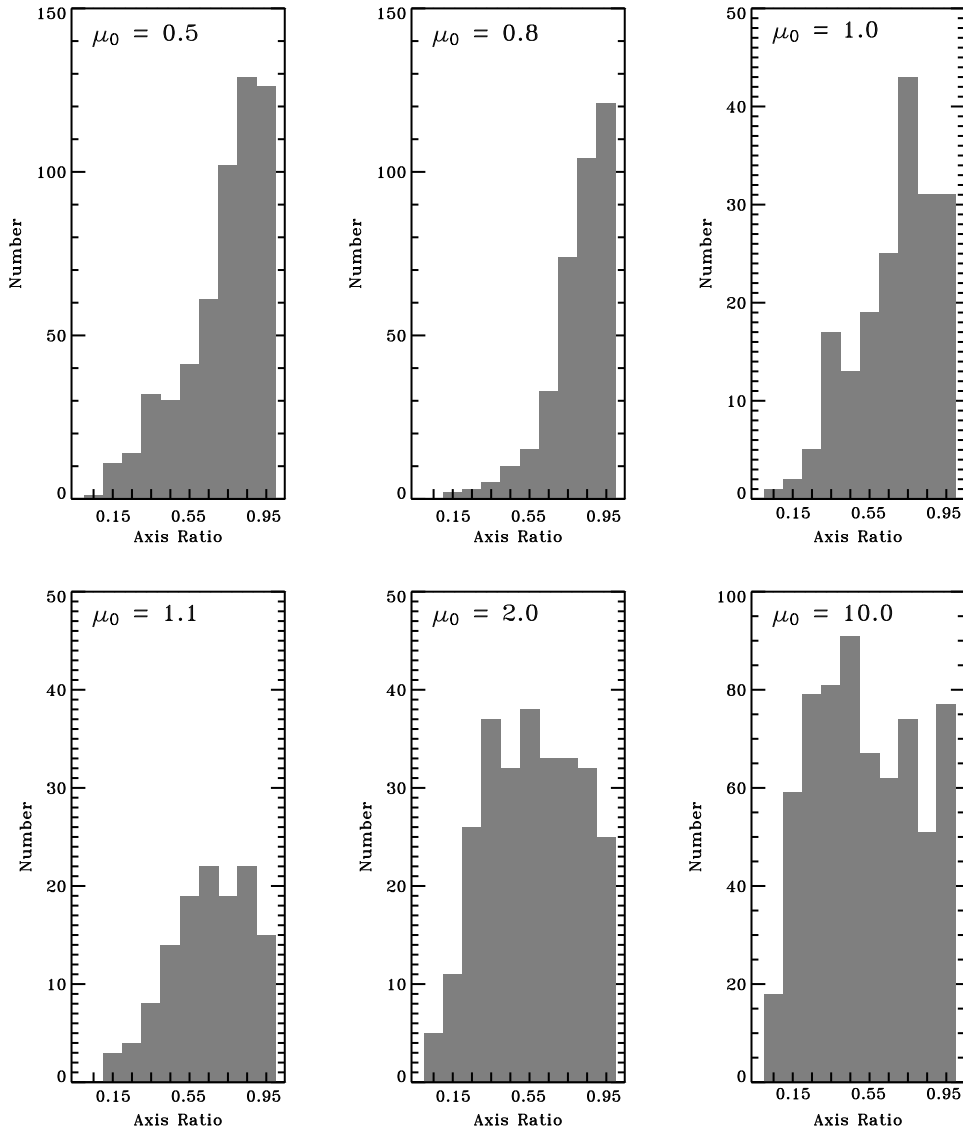 μ₀ = 0.5
150
100
50
0
Number
0.15 0.55 0.95
Axis Ratio
μ₀ = 0.8
150
100
50
0
Number
0.15 0.55 0.95
Axis Ratio
μ₀ = 1.0
50
40
30
20
10
0
Number
0.15 0.55 0.95
Axis Ratio
μ₀ = 1.1
50
40
30
20
10
0
Number
0.15 0.55 0.95
Axis Ratio
μ₀ = 2.0
50
40
30
20
10
0
Number
0.15 0.55 0.95
Axis Ratio
μ₀ = 10.0
100
80
60
40
20
0
Number
0.15 0.55 0.95
Axis Ratio